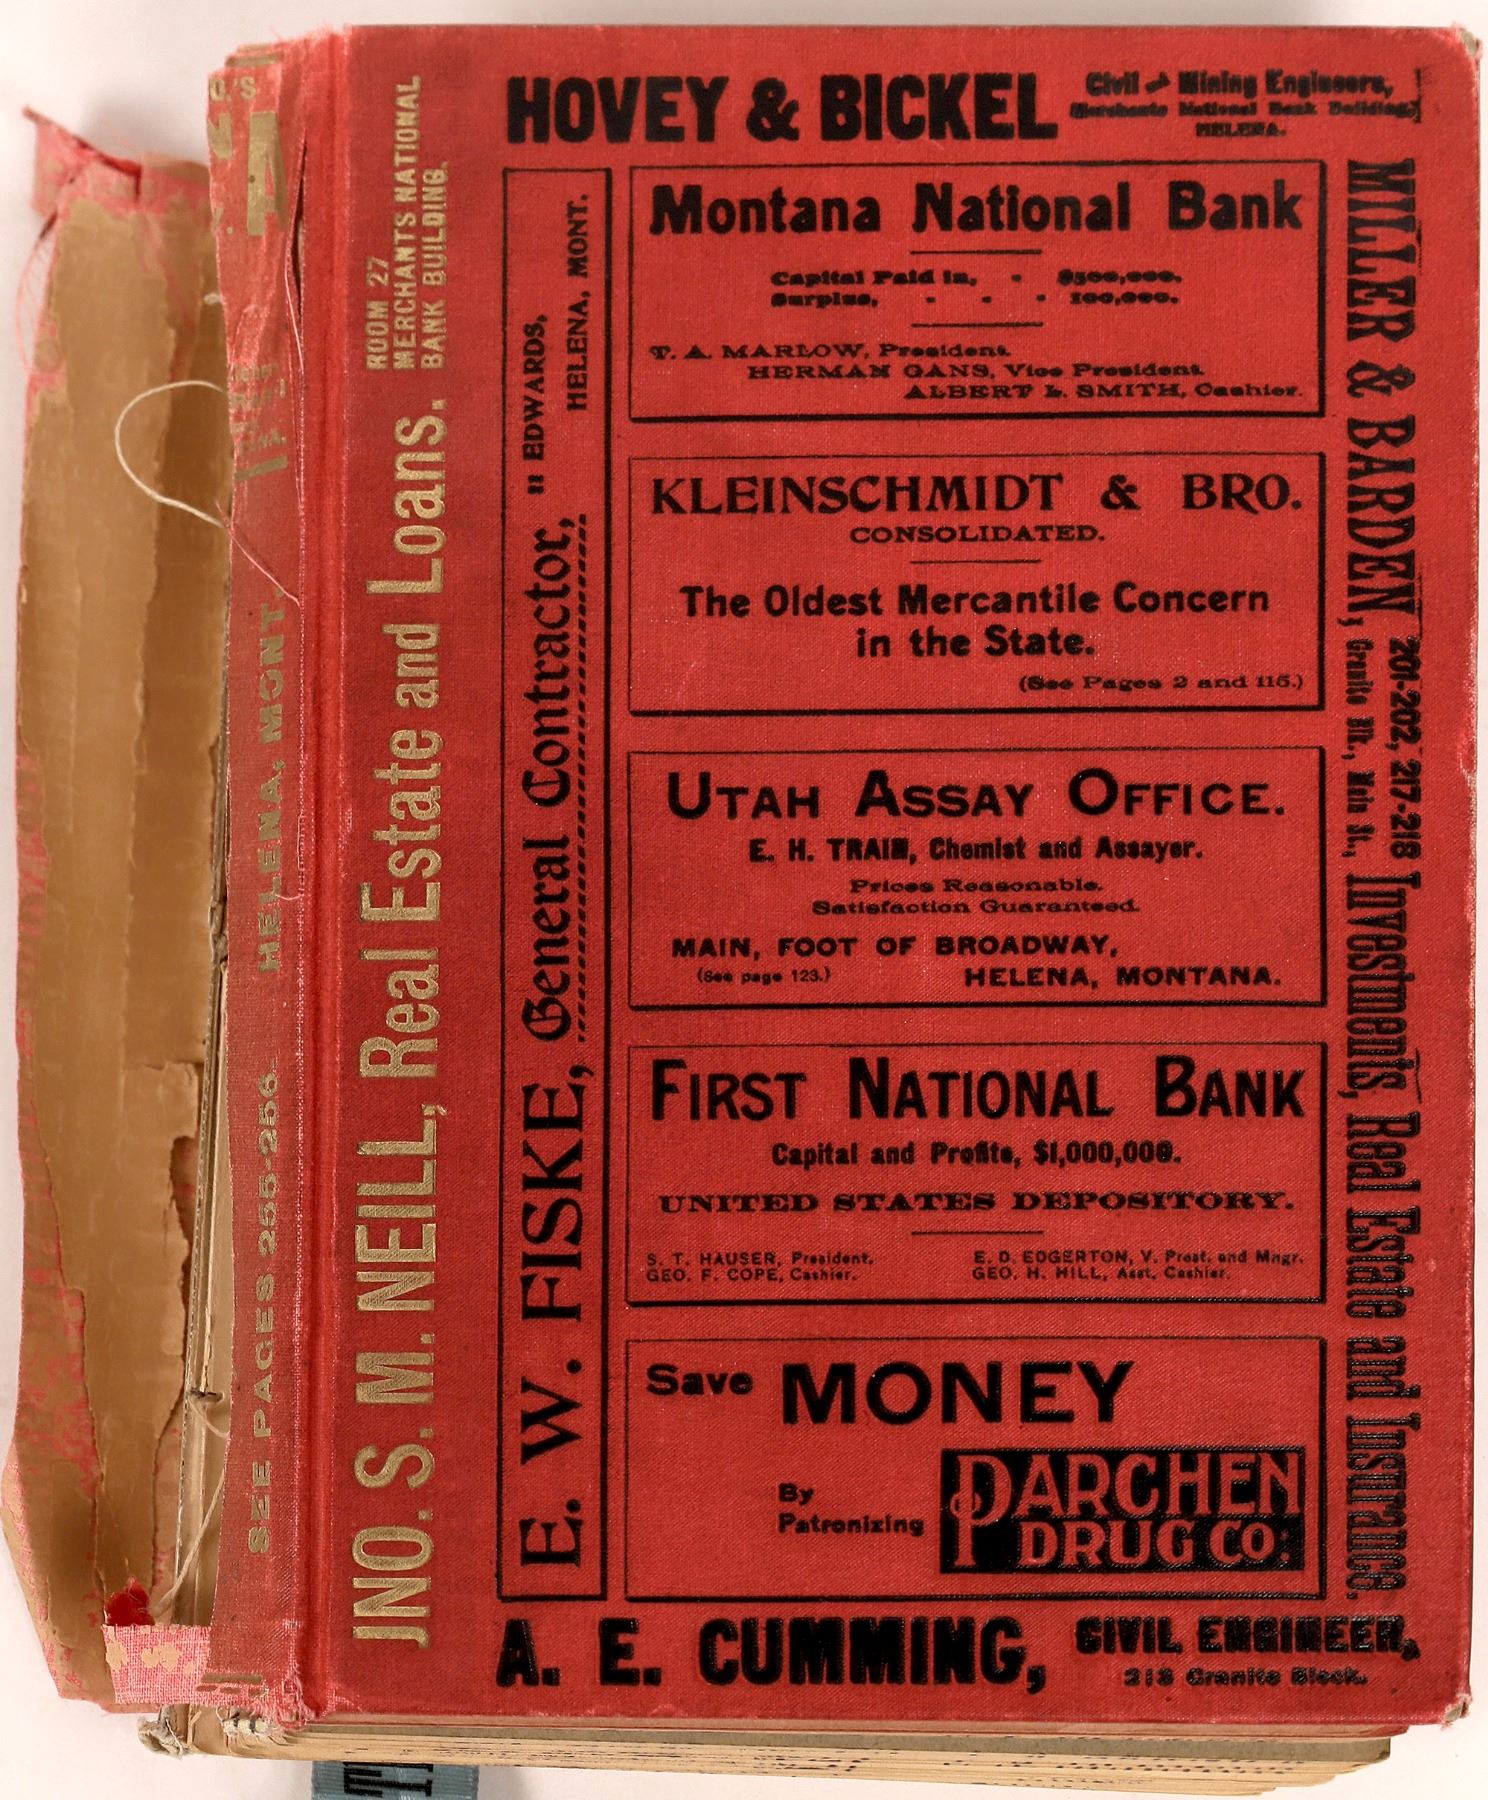 O.'S
HELENA, MONT.
SEE PAGES 255-256.
JNO. S. M. NEILL, Real Estate and Loans.
ROOM 27
MERCHANTS NATIONAL
BANK BUILDING.
HOVEY & BICKEL
Civil and Mining Engineers,
Merchants National Bank Building,
HELENA.
E. W. FISKE, General Contractor, " EDWARDS,
HELENA, MONT.
Montana National Bank
Capital Paid in, - $500,000.
Surplus, - - - 100,000.
T. A. MARLOW, President.
HERMAN GANS, Vice President.
ALBERT L. SMITH, Cashier.
KLEINSCHMIDT & BRO.
CONSOLIDATED.
The Oldest Mercantile Concern
in the State.
(See Pages 2 and 115.)
UTAH ASSAY OFFICE.
E. H. TRAIN, Chemist and Assayer.
Prices Reasonable.
Satisfaction Guaranteed.
MAIN, FOOT OF BROADWAY,
(See page 123.) HELENA, MONTANA.
FIRST NATIONAL BANK
Capital and Profits, $1,000,000.
UNITED STATES DEPOSITORY.
S. T. HAUSER, President. E. D. EDGERTON, V. Prest. and Mngr.
GEO. F. COPE, Cashier. GEO. H. HILL, Asst. Cashier.
Save MONEY
By
Patronizing
PARCHEN
DRUG CO:
MILLER & BARDEN, 201-202, 217-218 Granite Blk., Main St., Investments, Real Estate and Insurance.
A. E. CUMMING,
CIVIL ENGINEER,
218 Granite Block.